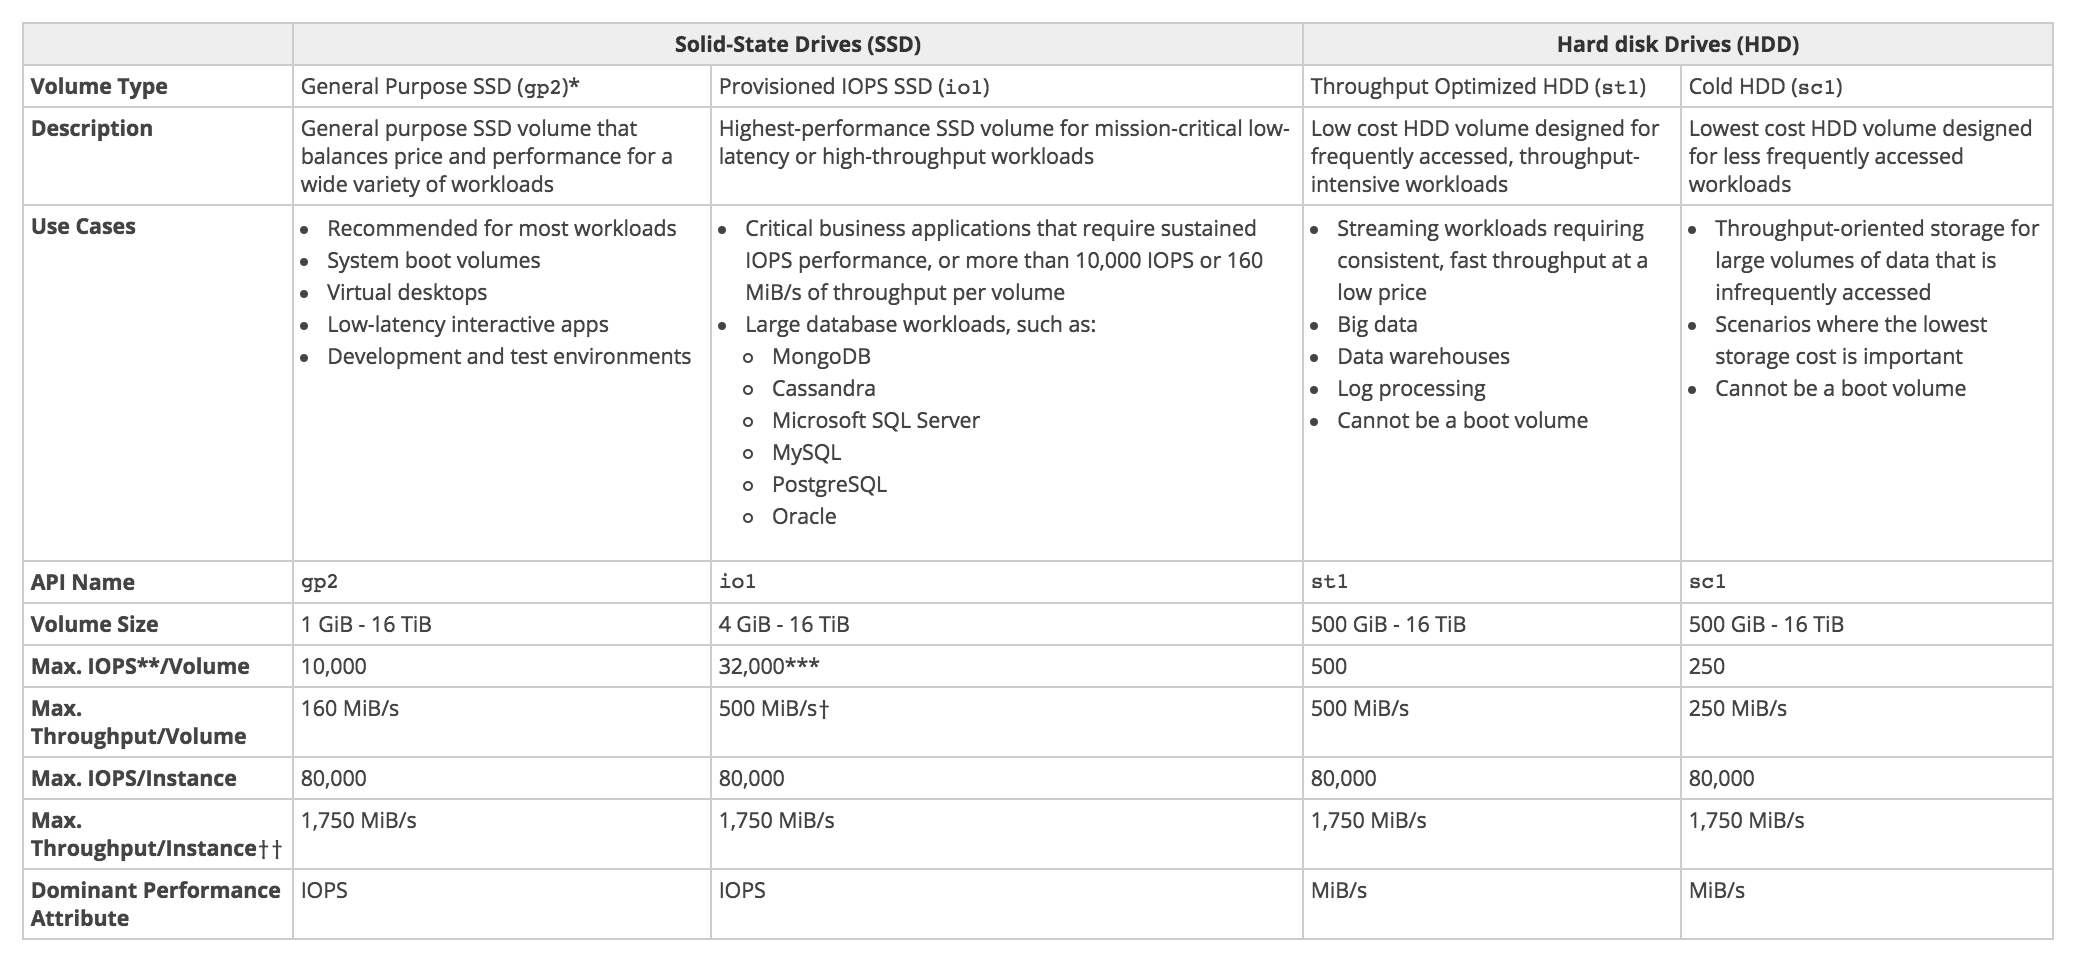 Solid-State Drives (SSD)
Hard disk Drives (HDD)
Volume Type
General Purpose SSD (gp2)*
Provisioned IOPS SSD (io1)
Throughput Optimized HDD (st1)
Cold HDD (sc1)
Description
General purpose SSD volume that
balances price and performance for a
wide variety of workloads
Highest-performance SSD volume for mission-critical low-
latency or high-throughput workloads
Low cost HDD volume designed for
frequently accessed, throughput-
intensive workloads
Lowest cost HDD volume designed
for less frequently accessed
workloads
Use Cases
• Recommended for most workloads
• System boot volumes
• Virtual desktops
• Low-latency interactive apps
• Development and test environments
• Critical business applications that require sustained
IOPS performance, or more than 10,000 IOPS or 160
MiB/s of throughput per volume
• Large database workloads, such as:
○ MongoDB
○ Cassandra
○ Microsoft SQL Server
○ MySQL
○ PostgreSQL
○ Oracle
• Streaming workloads requiring
consistent, fast throughput at a
low price
• Big data
• Data warehouses
• Log processing
• Cannot be a boot volume
• Throughput-oriented storage for
large volumes of data that is
infrequently accessed
• Scenarios where the lowest
storage cost is important
• Cannot be a boot volume
API Name
gp2
io1
st1
sc1
Volume Size
1 GiB - 16 TiB
4 GiB - 16 TiB
500 GiB - 16 TiB
500 GiB - 16 TiB
Max. IOPS**/Volume
10,000
32,000***
500
250
Max.
Throughput/Volume
160 MiB/s
500 MiB/s†
500 MiB/s
250 MiB/s
Max. IOPS/Instance
80,000
80,000
80,000
80,000
Max.
Throughput/Instance††
1,750 MiB/s
1,750 MiB/s
1,750 MiB/s
1,750 MiB/s
Dominant Performance
Attribute
IOPS
IOPS
MiB/s
MiB/s